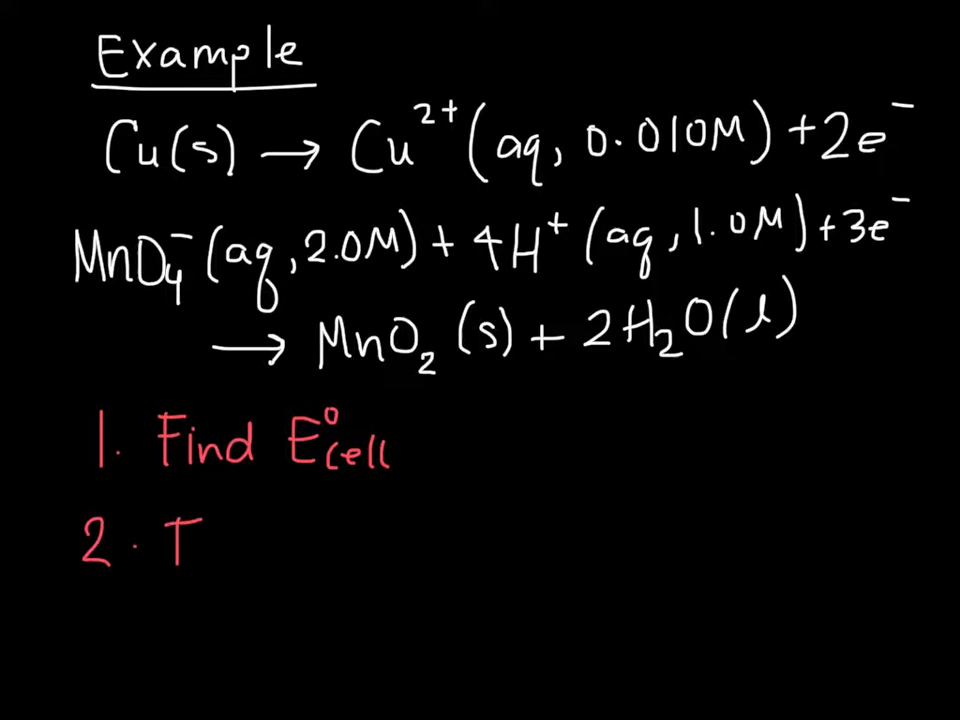 Example
Cu(s) → Cu²⁺(aq, 0.010M) + 2e⁻
MnO₄⁻(aq, 2.0M) + 4H⁺(aq, 1.0M) + 3e⁻
→ MnO₂(s) + 2H₂O(l)
1. Find E°cell
2. T